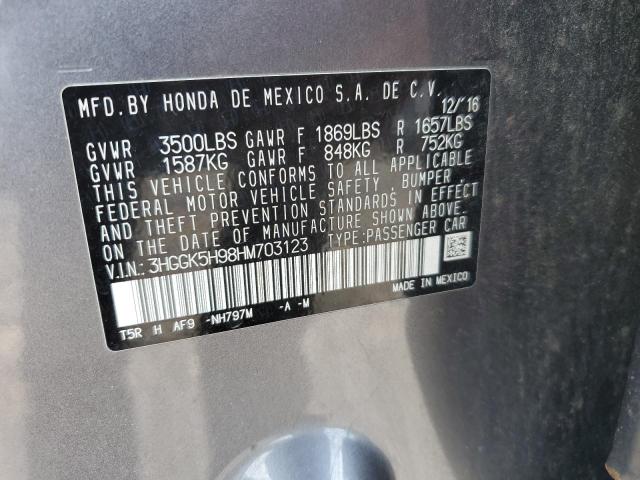 MFD.BY HONDA DE MEXICO S.A. DE C.V.
12/'16
GVWR 3500LBS GAWR F 1869LBS R 1657LBS
GVWR 1587KG GAWR F 848KG R 752KG
THIS VEHICLE CONFORMS TO ALL APPLICABLE
FEDERAL MOTOR VEHICLE SAFETY, BUMPER,
AND THEFT PREVENTION STANDARDS IN EFFECT
ON THE DATE OF MANUFACTURE SHOWN ABOVE.
V.I.N.: 3HGGK5H98HM703123 TYPE:PASSENGER CAR
MADE IN MEXICO
T5R H AF9 -NH797M -A -M